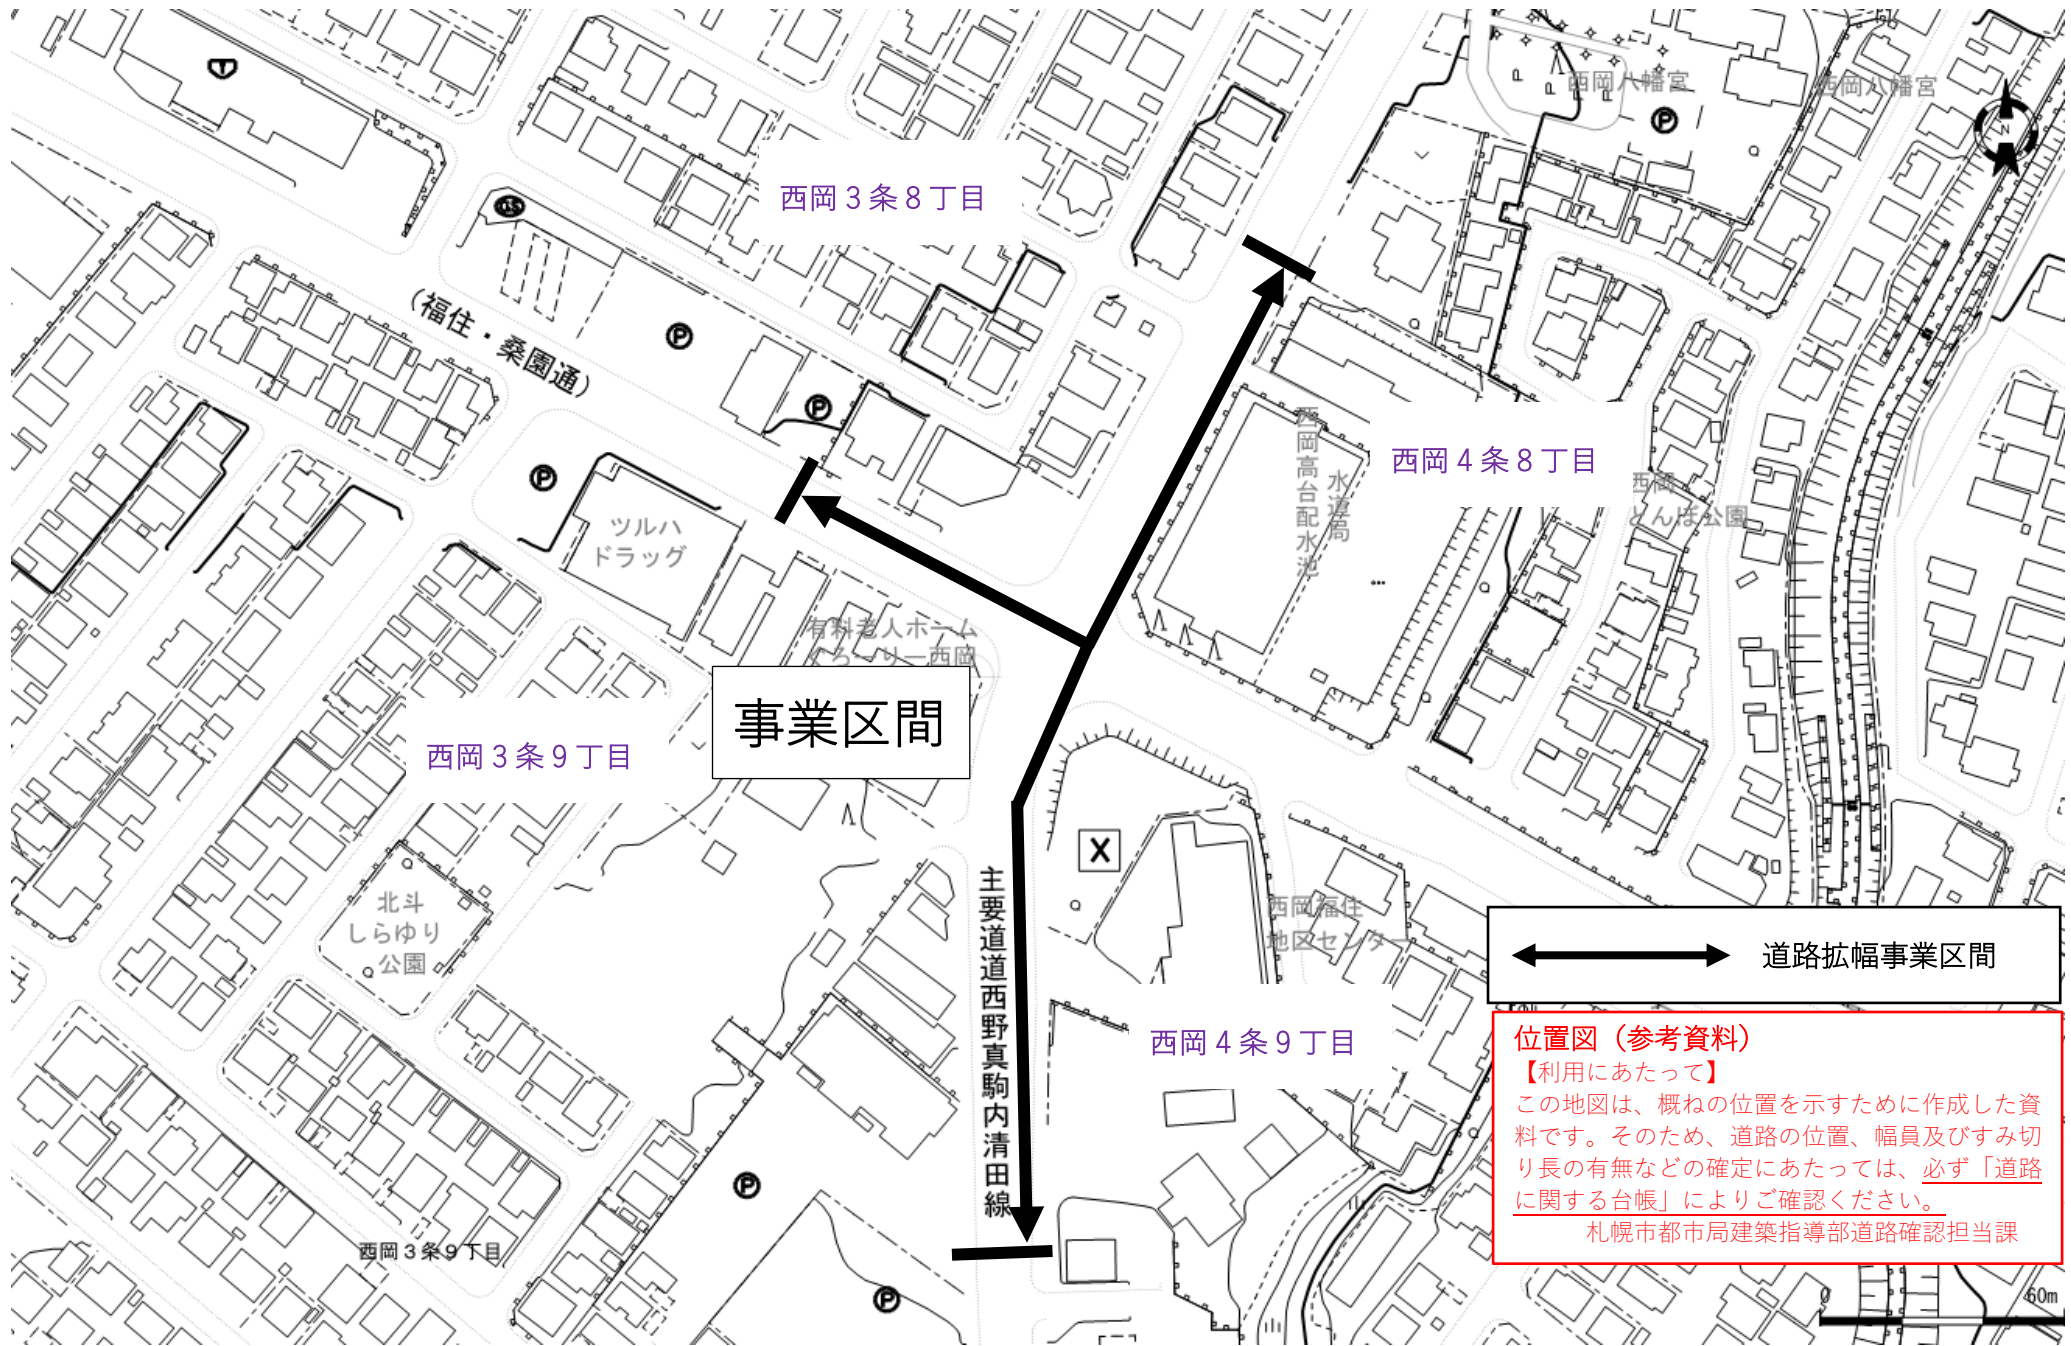 西岡八幡宮
西岡八幡宮
N
西岡3条8丁目
GS
(福住・桑園通)
西岡高台配水池
水道局
西岡4条8丁目
西岡
とんぼ公園
ツルハ
ドラッグ
有料老人ホーム
くろーりー西岡
事業区間
西岡3条9丁目
X
北斗
しらゆり
公園
主要道道西野真駒内清田線
西岡福住
地区センター
西岡4条9丁目
西岡3条9丁目
道路拡幅事業区間
位置図（参考資料）
【利用にあたって】
この地図は、概ねの位置を示すために作成した資
料です。そのため、道路の位置、幅員及びすみ切
り長の有無などの確定にあたっては、必ず「道路
に関する台帳」によりご確認ください。
札幌市都市局建築指導部道路確認担当課
0
60m
P
P
P
P
P
P
P
P
P
P